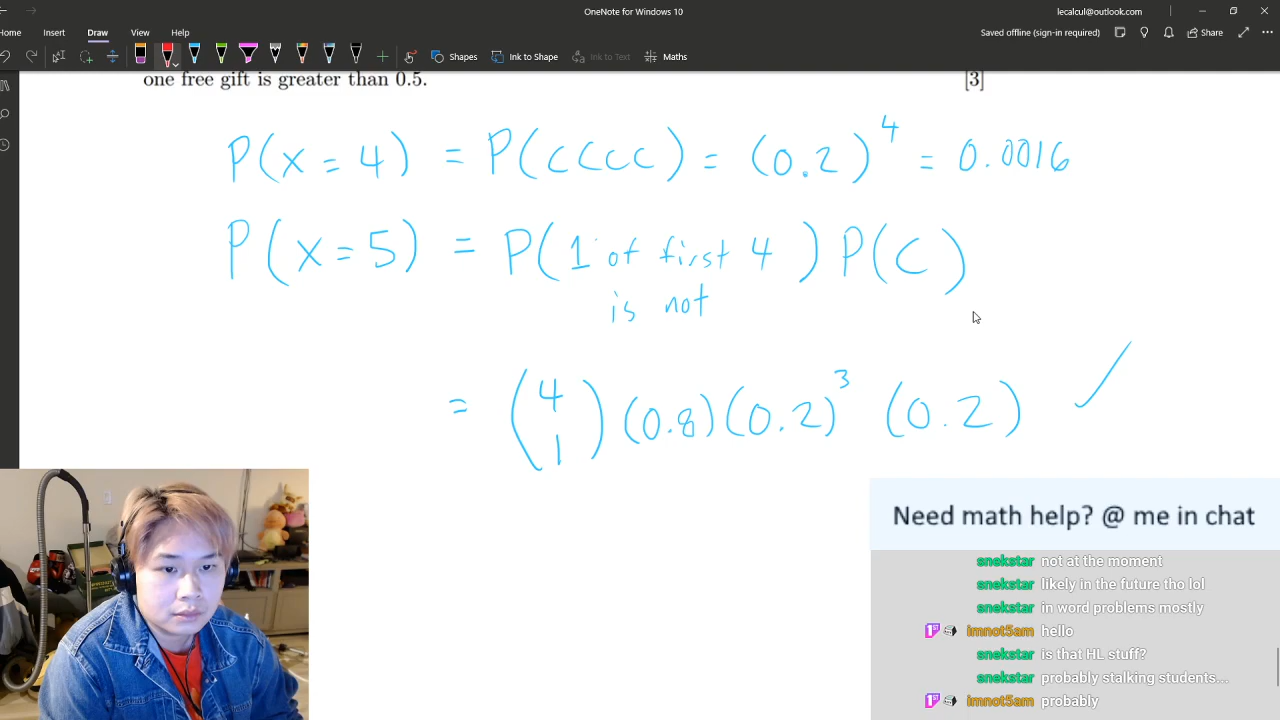 OneNote for Windows 10
lecalcul@outlook.com
Home Insert Draw View Help
Saved offline (sign-in required)
Share
Shapes Ink to Shape Ink to Text Maths
one free gift is greater than 0.5. [3]
P(x = 4) = P(CCCC) = (0.2)^4 = 0.0016
P(x = 5) = P(1 of first 4 is not) P(C)
= (4 1) (0.8)(0.2)^3 (0.2) ✓
Need math help? @ me in chat
snekstar not at the moment
snekstar likely in the future tho lol
snekstar in word problems mostly
imnot5am hello
snekstar is that HL stuff?
snekstar probably stalking students...
imnot5am probably